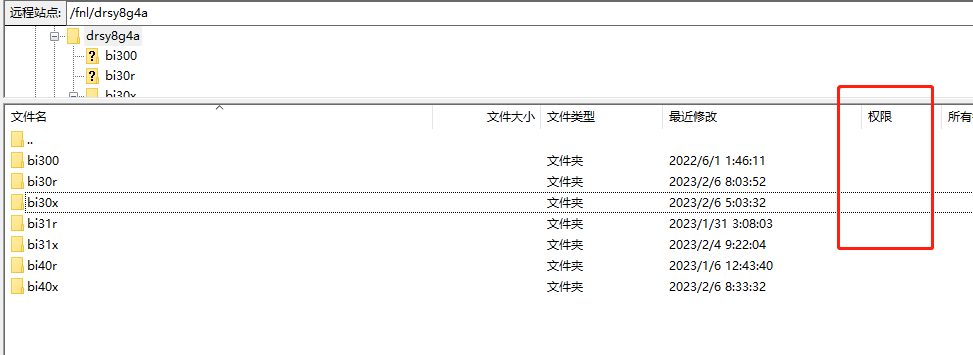 远程站点: /fnl/drsy8g4a
drsy8g4a
? bi300
? bi30r
bi30x
文件名 文件大小 文件类型 最近修改 权限
..
bi300 文件夹 2022/6/1 1:46:11
bi30r 文件夹 2023/2/6 8:03:52
bi30x 文件夹 2023/2/6 5:03:32
bi31r 文件夹 2023/1/31 3:08:03
bi31x 文件夹 2023/2/4 9:22:04
bi40r 文件夹 2023/1/6 12:43:40
bi40x 文件夹 2023/2/6 8:33:32